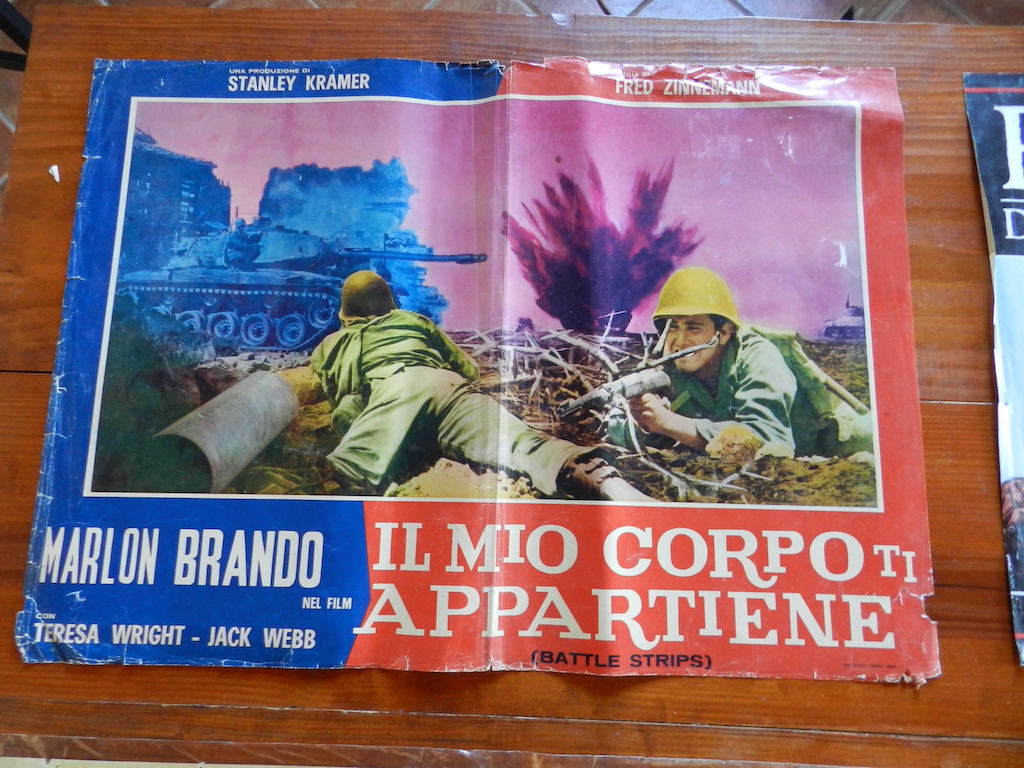 UNA PRODUZIONE DI
STANLEY KRAMER
FRED ZINNEMANN
MARLON BRANDO
NEL FILM
CON
TERESA WRIGHT - JACK WEBB
IL MIO CORPO TI
APPARTIENE
(BATTLE STRIPS)